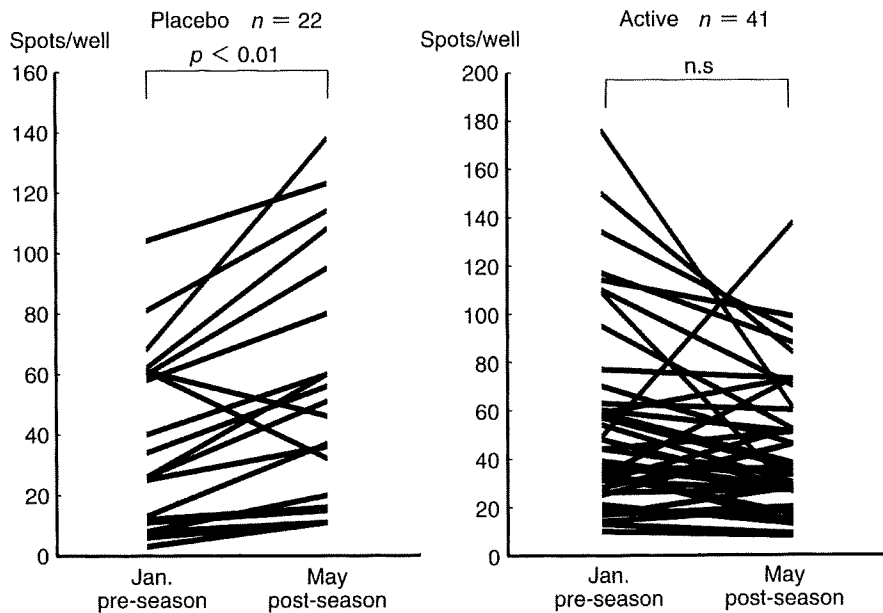 Placebo n = 22
Spots/well
p < 0.01
160
140
120
100
80
60
40
20
0
Jan.
pre-season
May
post-season
Active n = 41
Spots/well
n.s
200
180
160
140
120
100
80
60
40
20
0
Jan.
pre-season
May
post-season